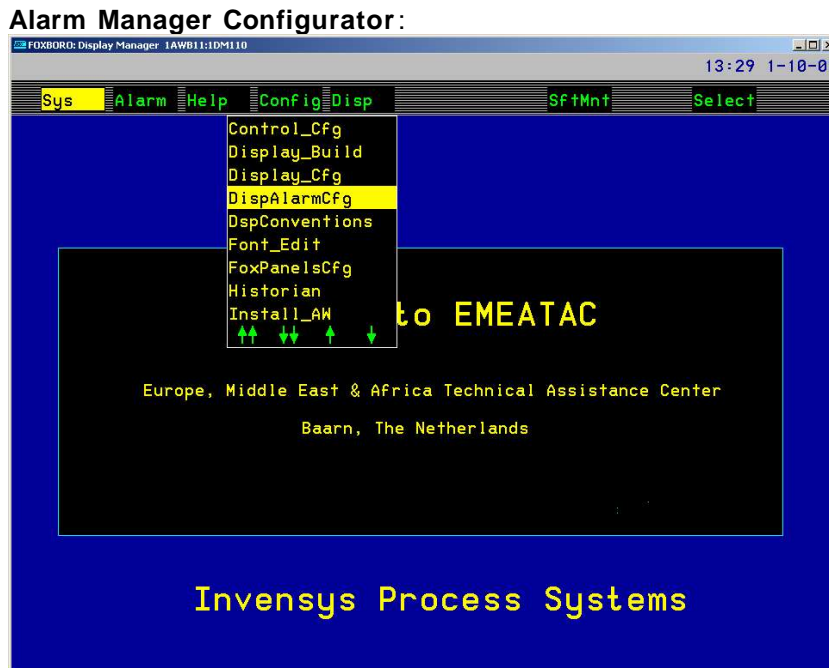 Alarm Manager Configurator:
FOXBORO: Display Manager 1AWB11:1DM110
13:29 1-10-0
Sys Alarm Help Config Disp SftMnt Select
Control_Cfg
Display_Build
Display_Cfg
DispAlarmCfg
DspConventions
Font_Edit
FoxPanelsCfg
Historian
Install_AW
to EMEATAC
Europe, Middle East & Africa Technical Assistance Center
Baarn, The Netherlands
Invensys Process Systems